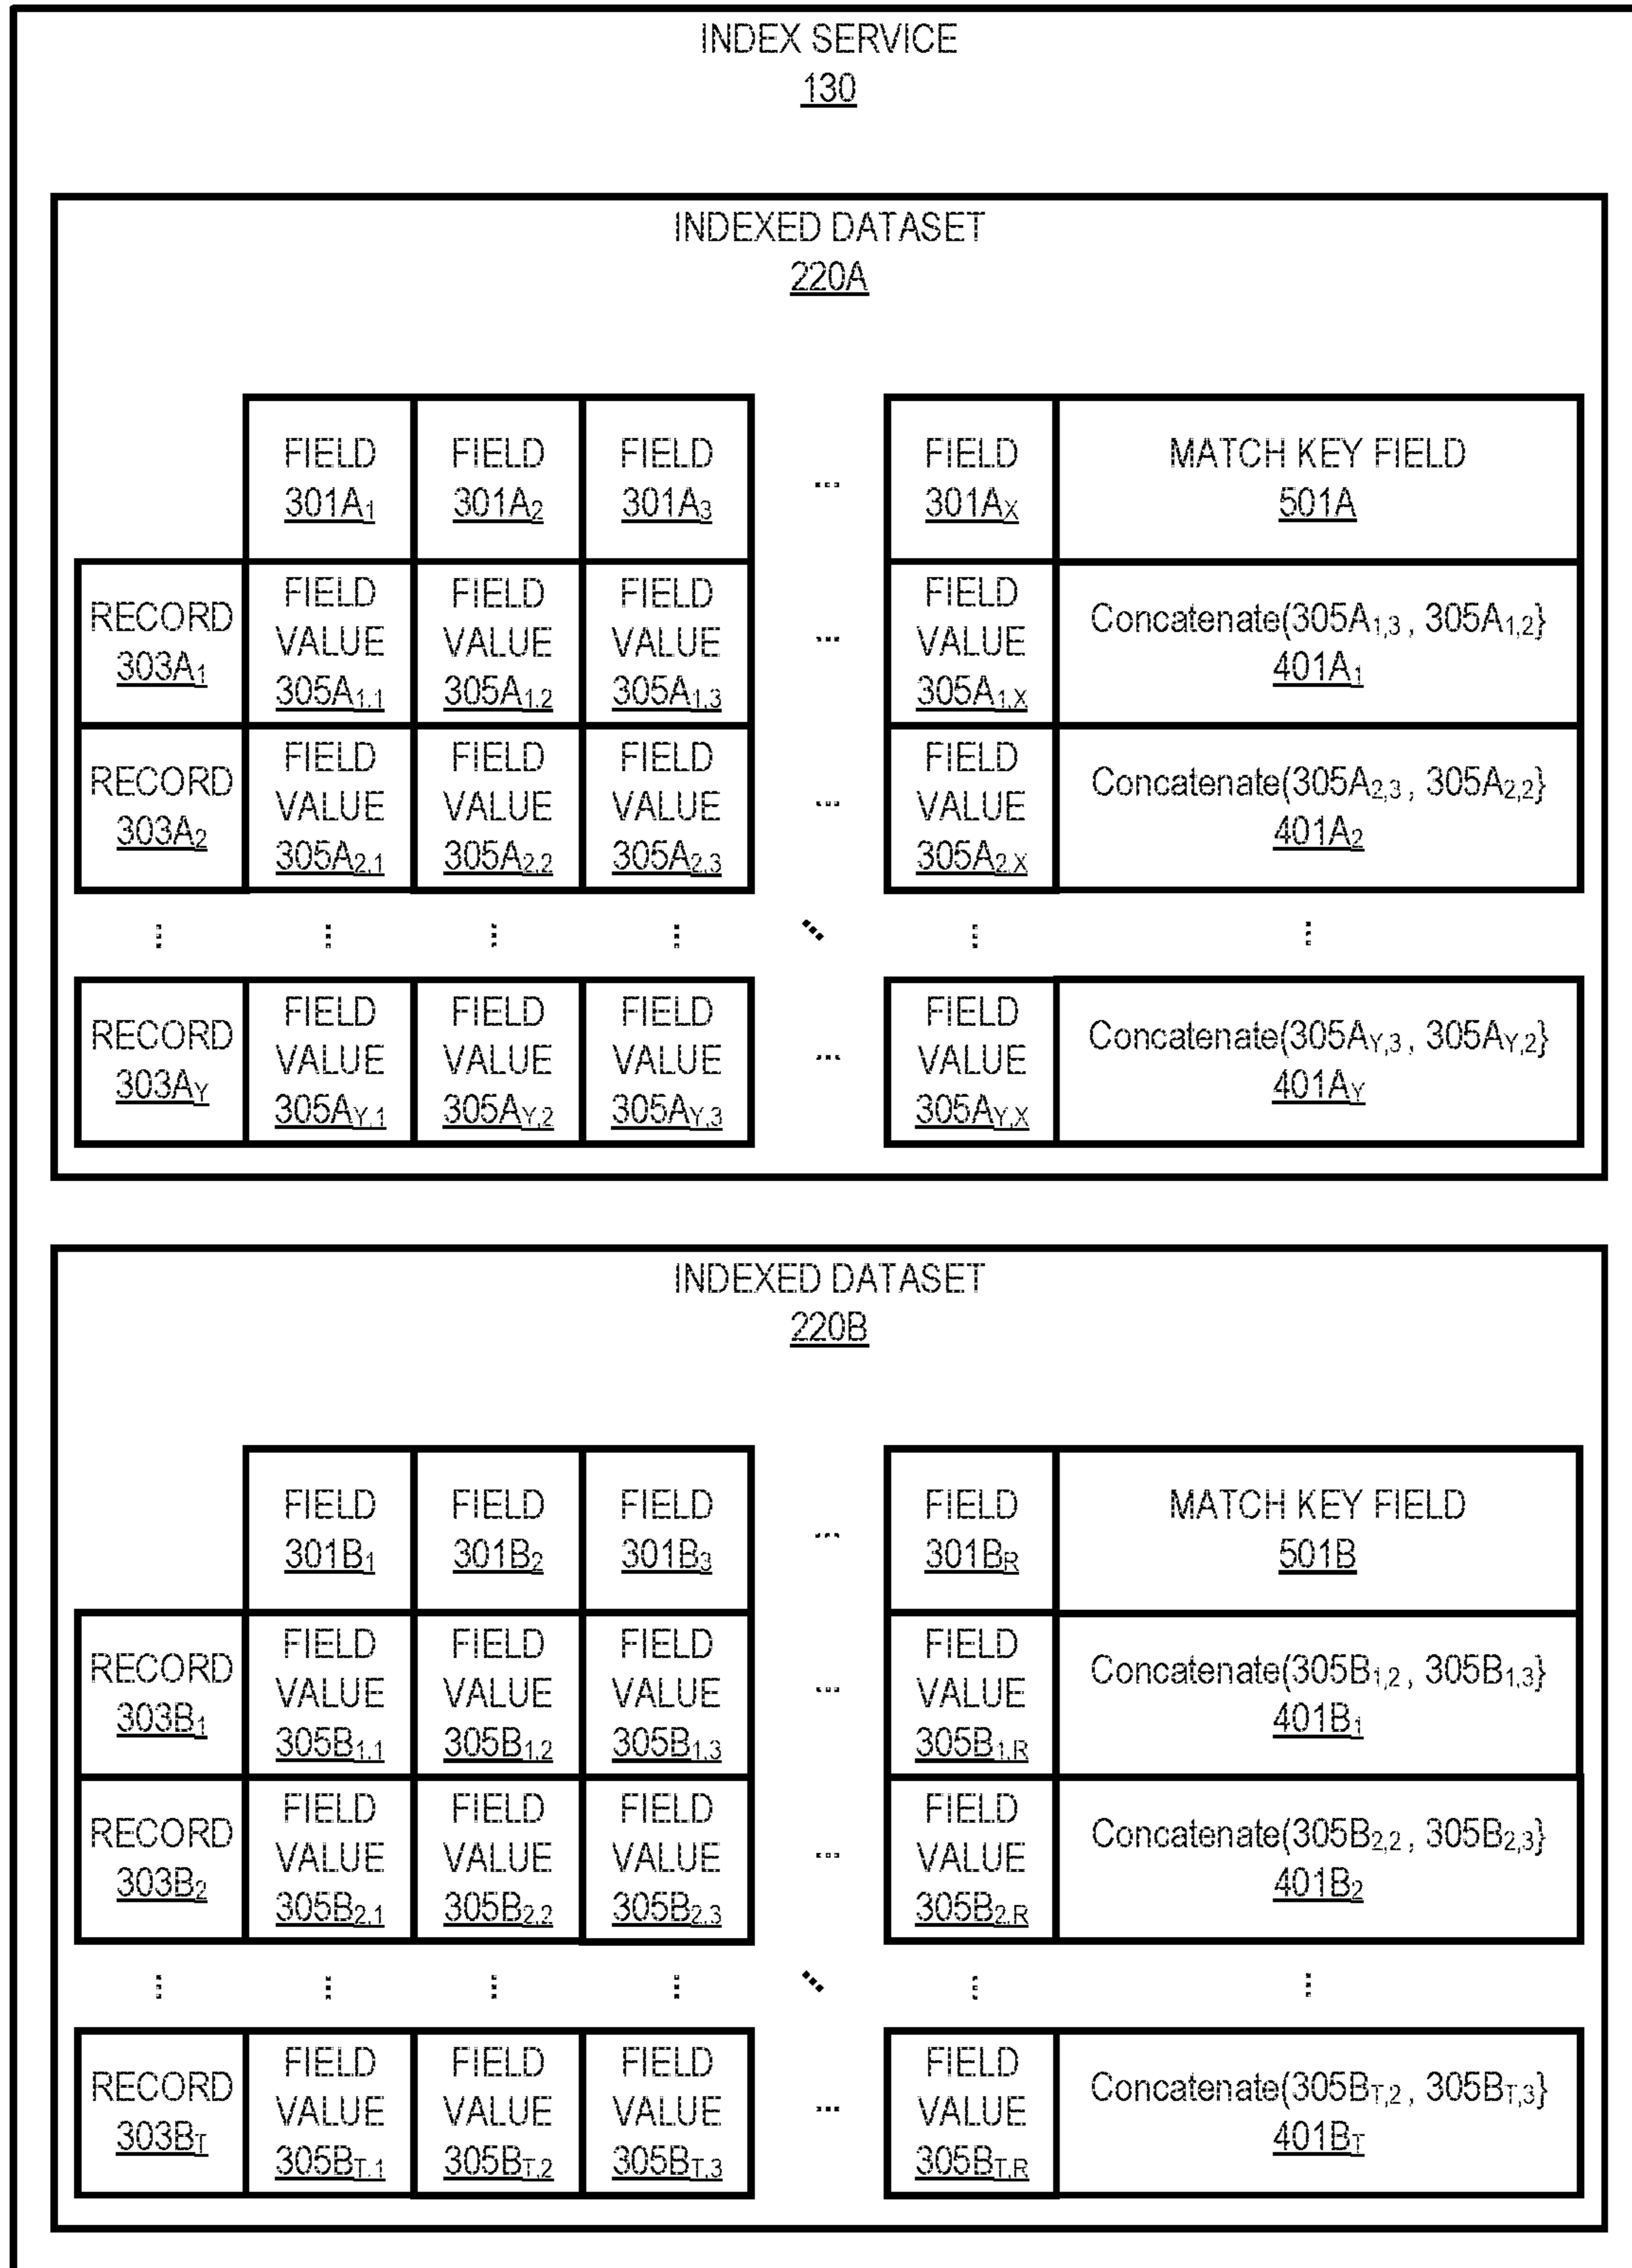 INDEX SERVICE
130
INDEXED DATASET
220A
FIELD FIELD FIELD ... FIELD MATCH KEY FIELD
301A1 301A2 301A3 301AX 501A
FIELD FIELD FIELD FIELD
RECORD VALUE VALUE VALUE ... VALUE Concatenate(305A1,3 , 305A1,2}
303A1 305A1,1 305A1,2 305A1,3 305A1,X 401A1
FIELD FIELD FIELD FIELD
RECORD VALUE VALUE VALUE ... VALUE Concatenate(305A2,3 , 305A2,2}
303A2 305A2,1 305A2,2 305A2,3 305A2,X 401A2
FIELD FIELD FIELD FIELD
RECORD VALUE VALUE VALUE ... VALUE Concatenate(305AY,3 , 305AY,2}
303AY 305AY,1 305AY,2 305AY,3 305AY,X 401AY
INDEXED DATASET
220B
FIELD FIELD FIELD ... FIELD MATCH KEY FIELD
301B1 301B2 301B3 301BR 501B
FIELD FIELD FIELD FIELD
RECORD VALUE VALUE VALUE ... VALUE Concatenate(305B1,2 , 305B1,3}
303B1 305B1,1 305B1,2 305B1,3 305B1,R 401B1
FIELD FIELD FIELD FIELD
RECORD VALUE VALUE VALUE ... VALUE Concatenate(305B2,2 , 305B2,3}
303B2 305B2,1 305B2,2 305B2,3 305B2,R 401B2
FIELD FIELD FIELD FIELD
RECORD VALUE VALUE VALUE ... VALUE Concatenate(305BT,2 , 305BT,3}
303BT 305BT,1 305BT,2 305BT,3 305BT,R 401BT